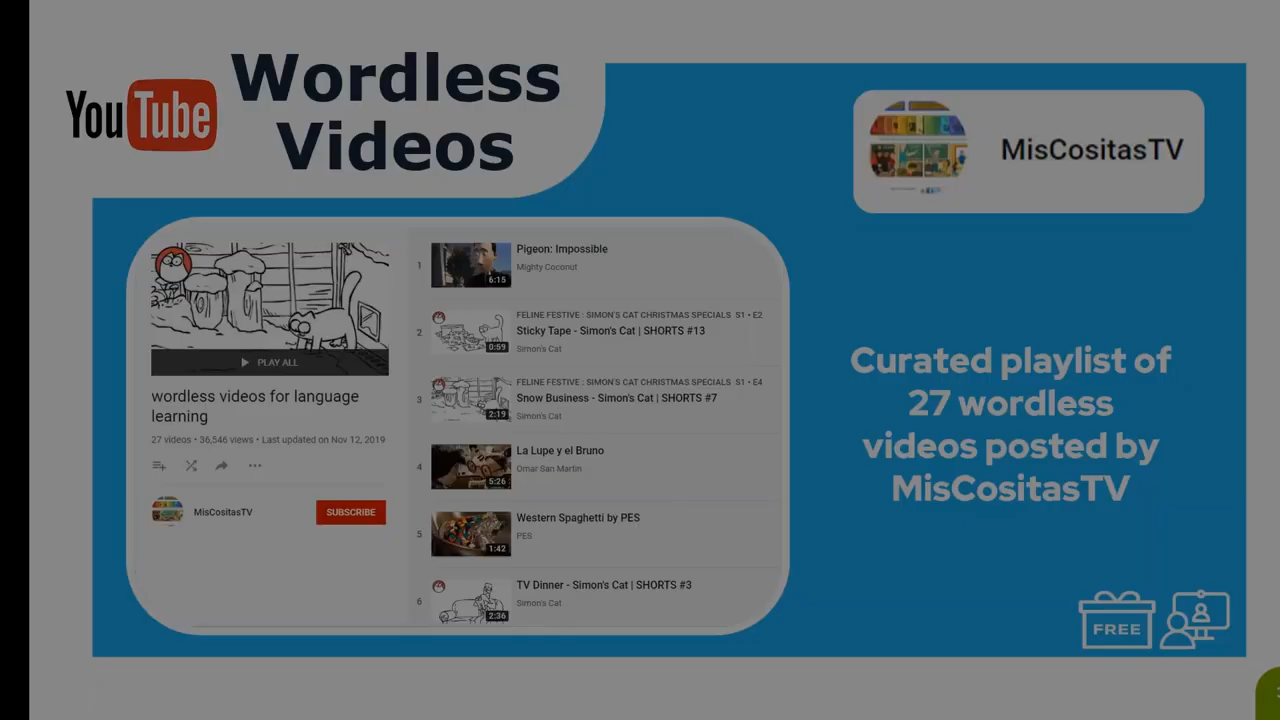 YouTube
Wordless
Videos
MisCositasTV
PLAY ALL
wordless videos for language
learning
27 videos • 36,546 views • Last updated on Nov 12, 2019
MisCositasTV
SUBSCRIBE
1
6:15
Pigeon: Impossible
Mighty Coconut
2
0:59
FELINE FESTIVE : SIMON'S CAT CHRISTMAS SPECIALS S1 • E2
Sticky Tape - Simon's Cat | SHORTS #13
Simon's Cat
3
2:19
FELINE FESTIVE : SIMON'S CAT CHRISTMAS SPECIALS S1 • E4
Snow Business - Simon's Cat | SHORTS #7
Simon's Cat
4
5:26
La Lupe y el Bruno
Omar San Martin
5
1:42
Western Spaghetti by PES
PES
6
2:36
TV Dinner - Simon's Cat | SHORTS #3
Simon's Cat
Curated playlist of
27 wordless
videos posted by
MisCositasTV
FREE